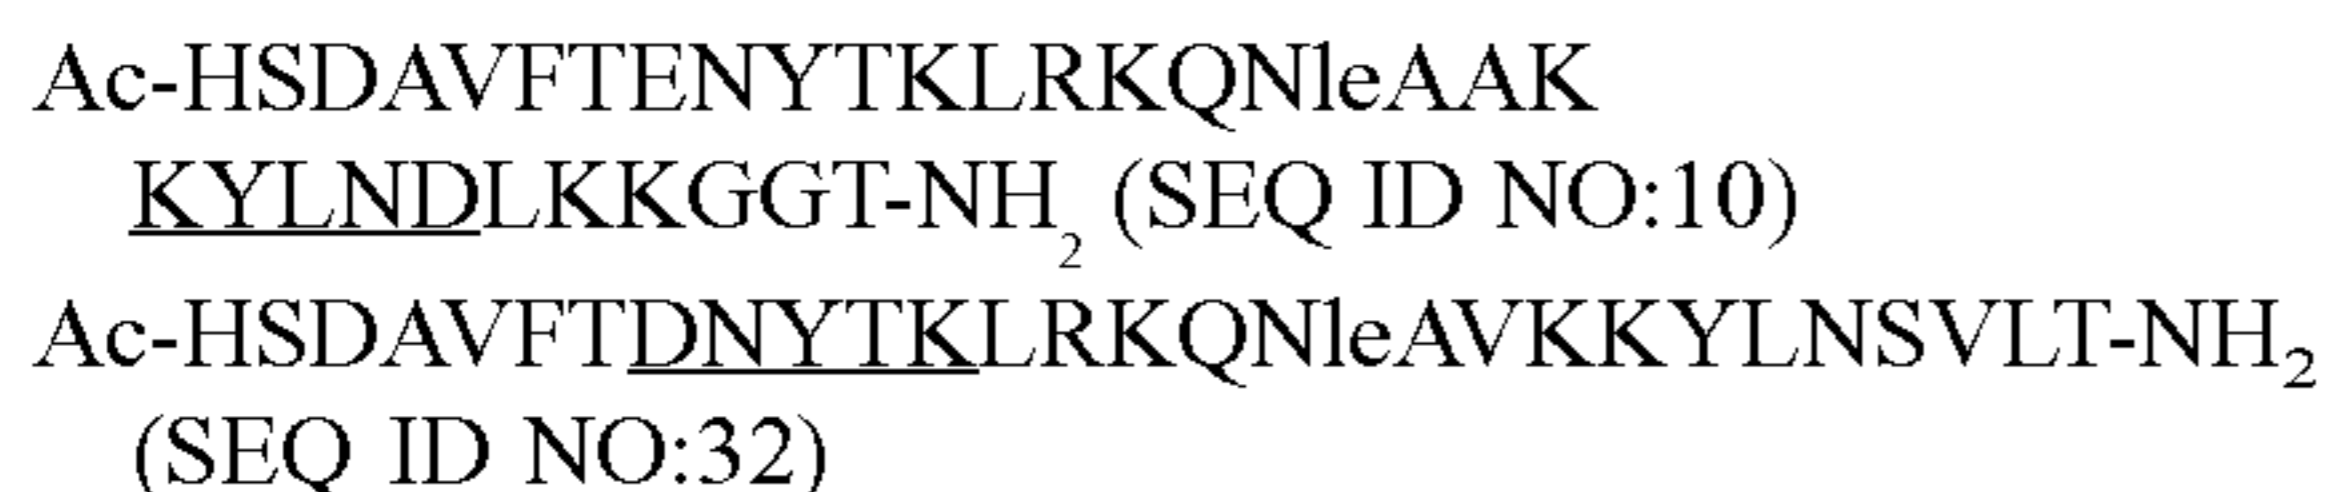 Ac-HSDAVFTENYTKLRKQNleAAK
KYLNDLKKGGT-NH2 (SEQ ID NO:10)
Ac-HSDAVFTDNYTKLRKQNleAVKKYLNSVLT-NH2
(SEQ ID NO:32)